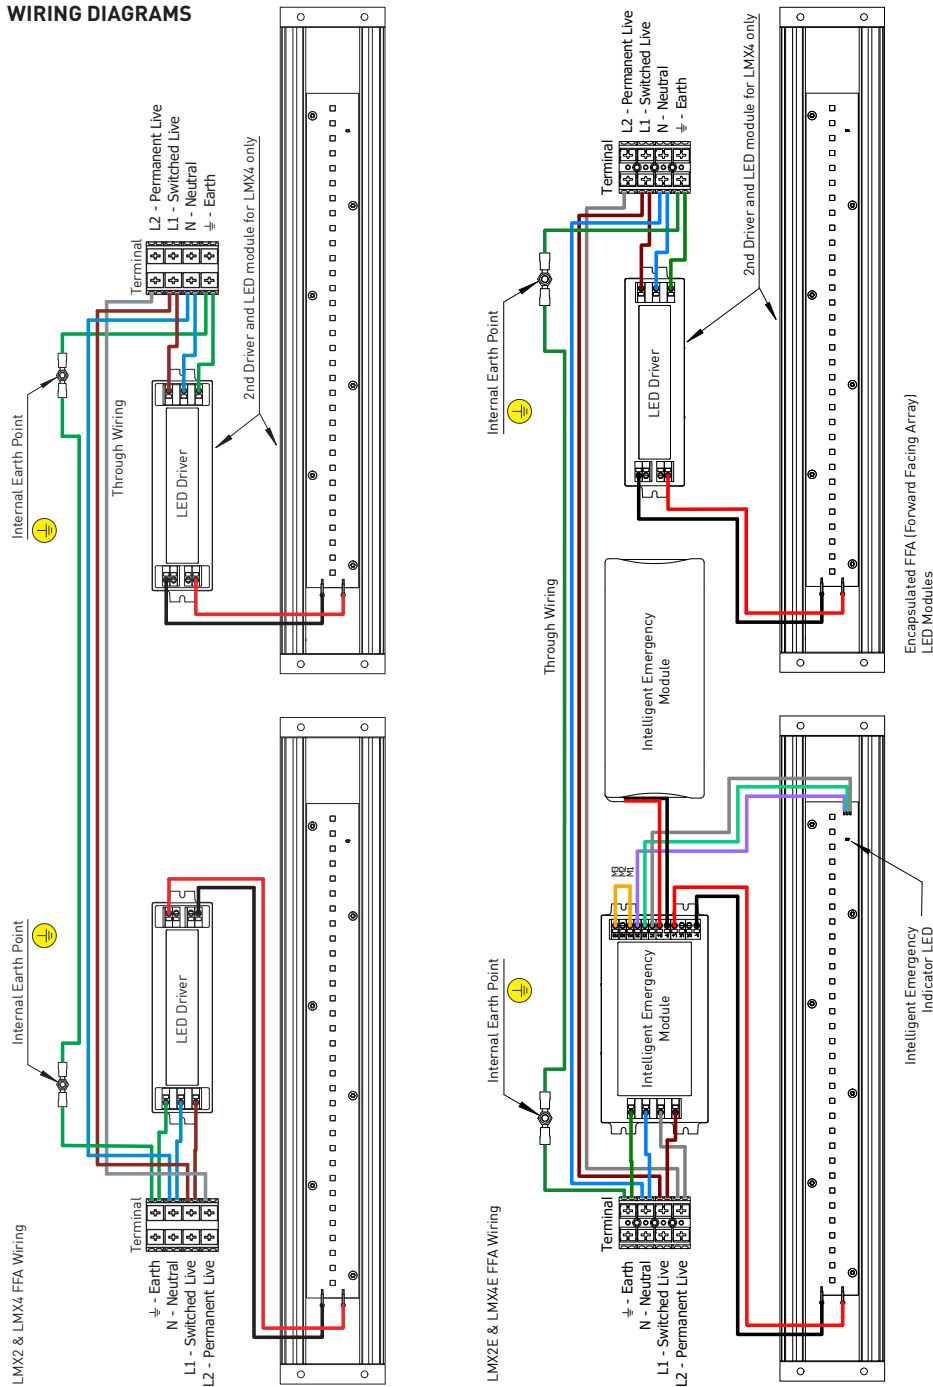 WIRING DIAGRAMS
LMX2 & LMX4 FFA Wiring
Internal Earth Point
Internal Earth Point
Through Wiring
Terminal
⏚ - Earth
N - Neutral
L1 - Switched Live
L2 - Permanent Live
LED Driver
LED Driver
Terminal
L2 - Permanent Live
L1 - Switched Live
N - Neutral
⏚ - Earth
2nd Driver and LED module for LMX4 only
LMX2E & LMX4E FFA Wiring
Internal Earth Point
Internal Earth Point
Through Wiring
Terminal
⏚ - Earth
N - Neutral
L1 - Switched Live
L2 - Permanent Live
Intelligent Emergency
Module
M3
M2
M1
Intelligent Emergency
Module
LED Driver
Terminal
L2 - Permanent Live
L1 - Switched Live
N - Neutral
⏚ - Earth
2nd Driver and LED module for LMX4 only
Intelligent Emergency
Indicator LED
Encapsulated FFA (Forward Facing Array)
LED Modules